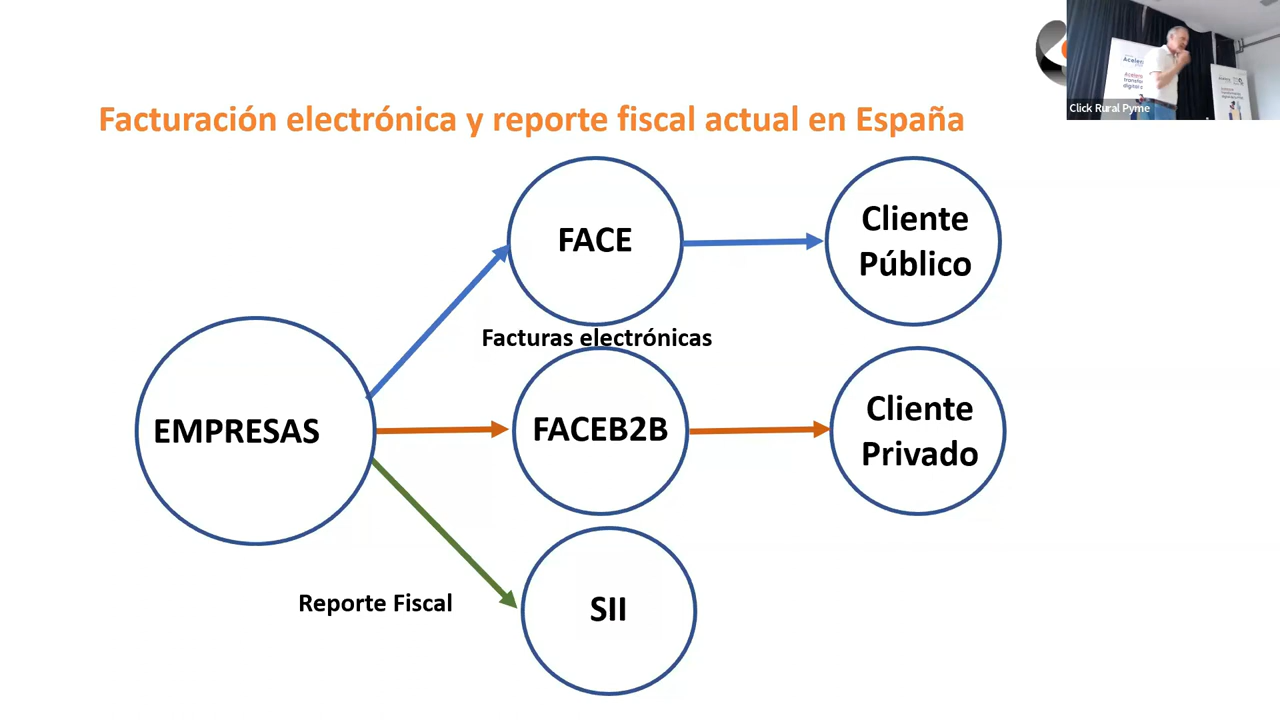 Facturación electrónica y reporte fiscal actual en España
Click Rural Pyme
FACE
Cliente
Público
Facturas electrónicas
EMPRESAS
FACEB2B
Cliente
Privado
Reporte Fiscal
SII